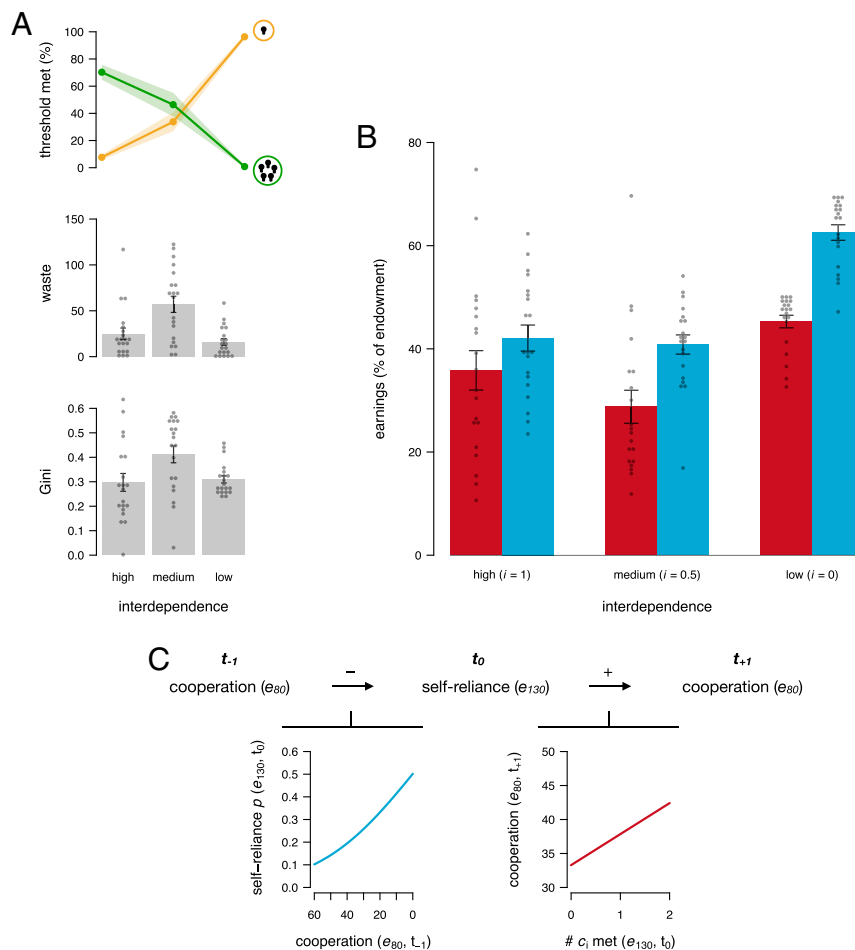 A
threshold met (%)
100
80
60
40
20
0
waste
150
100
50
0
Gini
0.6
0.5
0.4
0.3
0.2
0.1
0.0
high medium low
interdependence
B
earnings (% of endowment)
80
60
40
20
0
high (i = 1) medium (i = 0.5) low (i = 0)
interdependence
C
t-1 t0 t+1
cooperation (e80) − self-reliance (e130) + cooperation (e80)
self−reliance p (e130, t0)
0.6
0.5
0.4
0.3
0.2
0.1
0.0
60 40 20 0
cooperation (e80, t−1)
cooperation (e80, t+1)
50
45
40
35
30
0 1 2
# ci met (e130, t0)